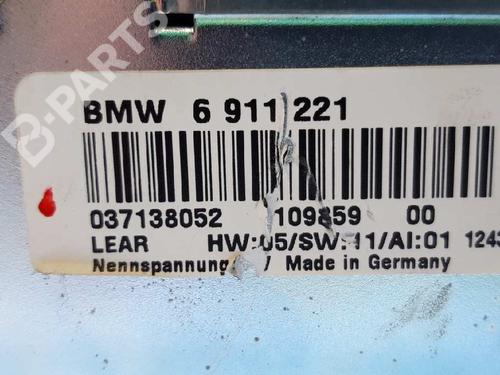 B-PARTS
BMW 6 911 221
037138052 109859 00
LEAR HW:05/SW:11/AI:01 1243
Nennspannung Made in Germany